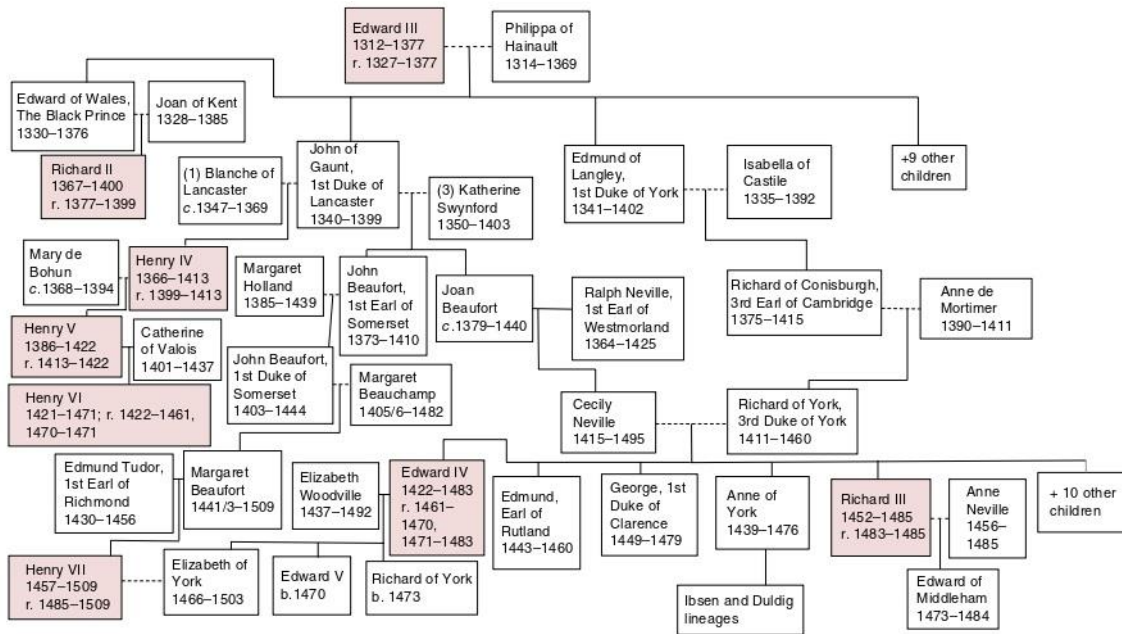 Edward III
1312–1377
r. 1327–1377
Philippa of
Hainault
1314–1369
Edward of Wales,
The Black Prince
1330–1376
Joan of Kent
1328–1385
John of
Gaunt,
1st Duke of
Lancaster
1340–1399
Edmund of
Langley,
1st Duke of York
1341–1402
Isabella of
Castile
1335–1392
+9 other
children
Richard II
1367–1400
r. 1377–1399
(1) Blanche of
Lancaster
c.1347–1369
(3) Katherine
Swynford
1350–1403
Mary de
Bohun
c.1368–1394
Henry IV
1366–1413
r. 1399–1413
Margaret
Holland
1385–1439
John
Beaufort,
1st Earl of
Somerset
1373–1410
Joan
Beaufort
c.1379–1440
Ralph Neville,
1st Earl of
Westmorland
1364–1425
Richard of Conisburgh,
3rd Earl of Cambridge
1375–1415
Anne de
Mortimer
1390–1411
Henry V
1386–1422
r. 1413–1422
Catherine
of Valois
1401–1437
John Beaufort,
1st Duke of
Somerset
1403–1444
Margaret
Beauchamp
1405/6–1482
Henry VI
1421–1471; r. 1422–1461,
1470–1471
Cecily
Neville
1415–1495
Richard of York,
3rd Duke of York
1411–1460
Edmund Tudor,
1st Earl of
Richmond
1430–1456
Margaret
Beaufort
1441/3–1509
Elizabeth
Woodville
1437–1492
Edward IV
1422–1483
r. 1461–
1470,
1471–1483
Edmund,
Earl of
Rutland
1443–1460
George, 1st
Duke of
Clarence
1449–1479
Anne of
York
1439–1476
Richard III
1452–1485
r. 1483–1485
Anne
Neville
1456–
1485
+ 10 other
children
Henry VII
1457–1509
r. 1485–1509
Elizabeth of
York
1466–1503
Edward V
b.1470
Richard of York
b. 1473
Ibsen and Duldig
lineages
Edward of
Middleham
1473–1484